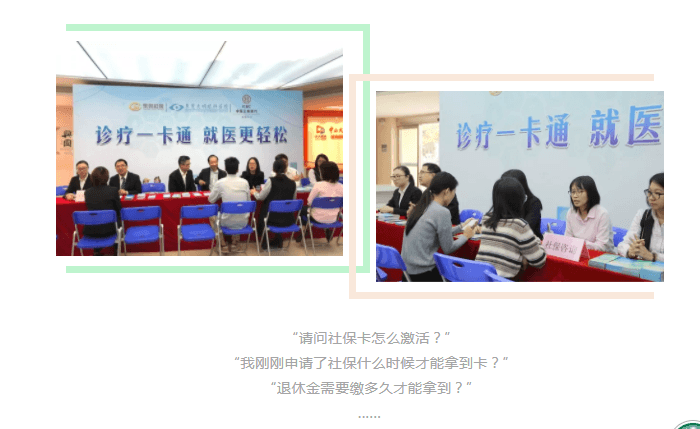 诊疗一卡通 就医更轻松
诊疗一卡通 就医
社保咨询
“请问社保卡怎么激活？”
“我刚刚申请了社保什么时候才能拿到卡？”
“退休金需要缴多久才能拿到？”
……